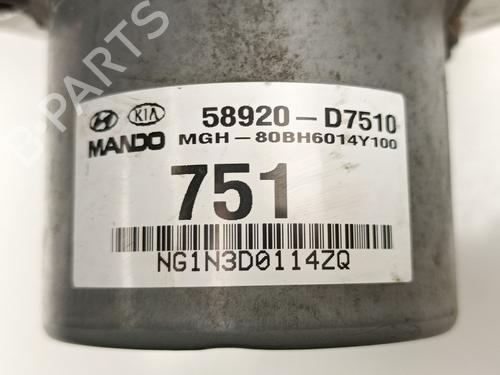 B-PARTS
KIA 58920-D7510
MANDO MGH-80BH6014Y100
751
NG1N3D0114ZQ